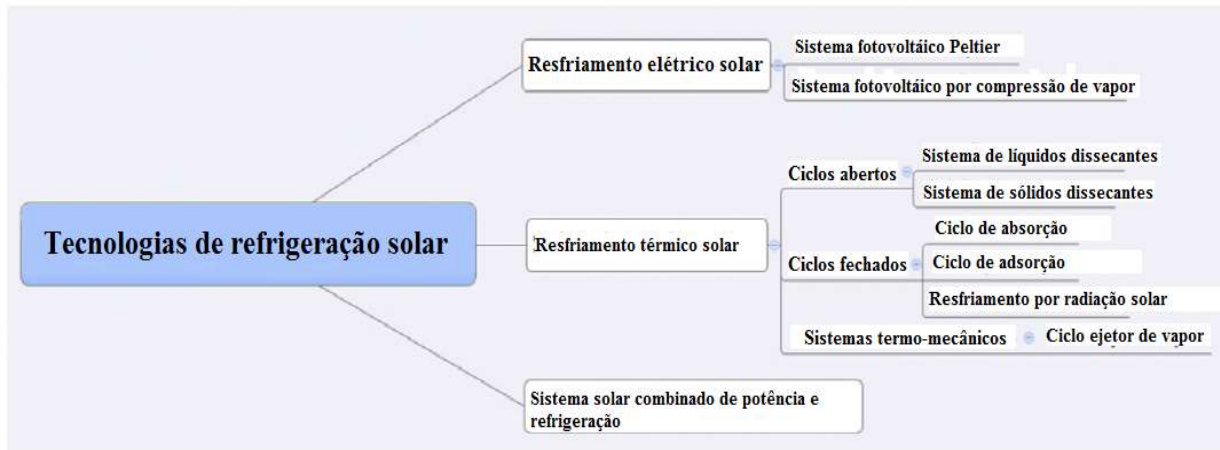 Tecnologias de refrigeração solar
Resfriamento elétrico solar
Sistema fotovoltáico Peltier
Sistema fotovoltáico por compressão de vapor
Resfriamento térmico solar
Ciclos abertos
Sistema de líquidos dissecantes
Sistema de sólidos dissecantes
Ciclos fechados
Ciclo de absorção
Ciclo de adsorção
Resfriamento por radiação solar
Sistemas termo-mecânicos
Ciclo ejetor de vapor
Sistema solar combinado de potência e
refrigeração